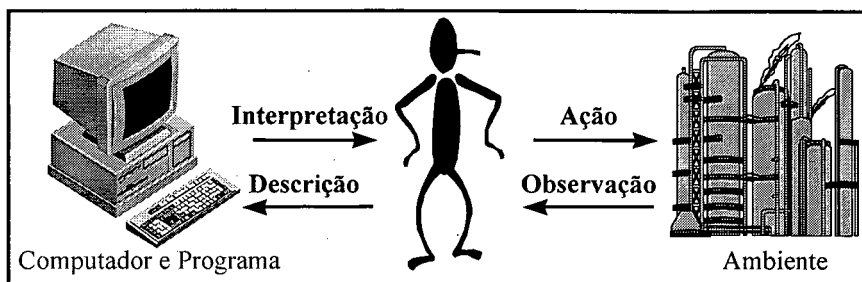 Interpretação
Ação
Descrição
Observação
Computador e Programa
Ambiente